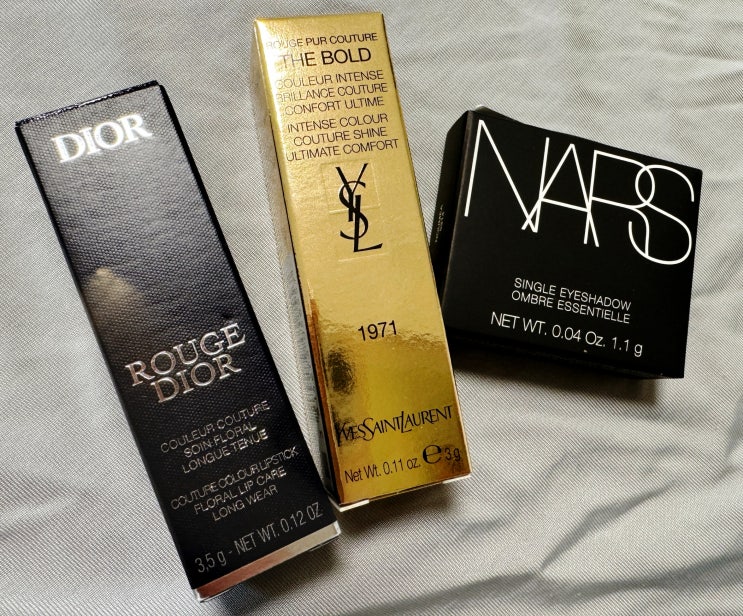 DIOR
ROUGE
DIOR
COULEUR COUTURE
SOIN FLORAL
LONGUE TENUE
COUTURE COLOUR LIPSTICK
FLORAL LIP CARE
LONG WEAR
3,5 g - NET WT. 0.12 OZ.
ROUGE PUR COUTURE
THE BOLD
COULEUR INTENSE
BRILLANCE COUTURE
CONFORT ULTIME
INTENSE COLOUR
COUTURE SHINE
ULTIMATE COMFORT
YSL
1971
YVESSAINTLAURENT
Net Wt. 0.11 oz. e 3 g
NARS
SINGLE EYESHADOW
OMBRE ESSENTIELLE
NET WT. 0.04 Oz. 1.1 g